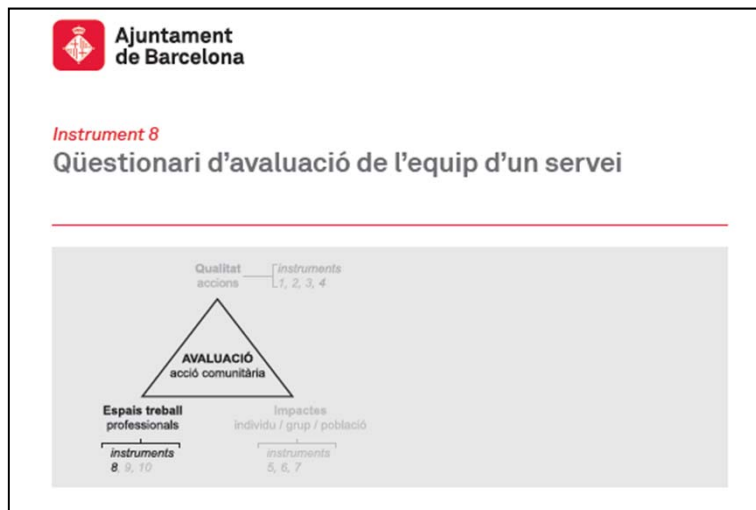 Ajuntament
de Barcelona
Instrument 8
Qüestionari d'avaluació de l'equip d'un servei
Qualitat
accions
instruments
1, 2, 3, 4
AVALUACIÓ
acció comunitària
Espais treball
professionals
instruments
8, 9, 10
Impactes
individu / grup / població
instruments
5, 6, 7